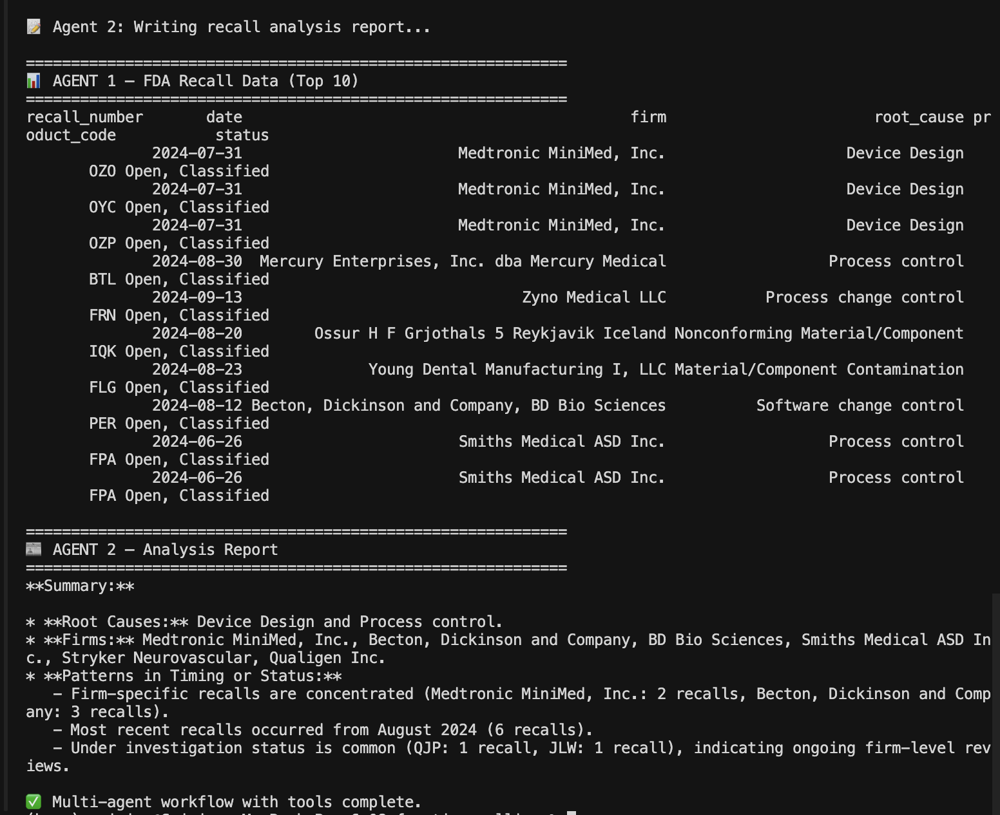 📝 Agent 2: Writing recall analysis report...
============================================================
📊 AGENT 1 — FDA Recall Data (Top 10)
============================================================
recall_number       date                                           firm                       root_cause pr
oduct_code           status
              2024-07-31                        Medtronic MiniMed, Inc.                    Device Design
       OZO Open, Classified
              2024-07-31                        Medtronic MiniMed, Inc.                    Device Design
       OYC Open, Classified
              2024-07-31                        Medtronic MiniMed, Inc.                    Device Design
       OZP Open, Classified
              2024-08-30  Mercury Enterprises, Inc. dba Mercury Medical                  Process control
       BTL Open, Classified
              2024-09-13                               Zyno Medical LLC           Process change control
       FRN Open, Classified
              2024-08-20        Ossur H F Grjothals 5 Reykjavik Iceland Nonconforming Material/Component
       IQK Open, Classified
              2024-08-23              Young Dental Manufacturing I, LLC Material/Component Contamination
       FLG Open, Classified
              2024-08-12 Becton, Dickinson and Company, BD Bio Sciences          Software change control
       PER Open, Classified
              2024-06-26                        Smiths Medical ASD Inc.                  Process control
       FPA Open, Classified
              2024-06-26                        Smiths Medical ASD Inc.                  Process control
       FPA Open, Classified
============================================================
📰 AGENT 2 — Analysis Report
============================================================
**Summary:**
* **Root Causes:** Device Design and Process control.
* **Firms:** Medtronic MiniMed, Inc., Becton, Dickinson and Company, BD Bio Sciences, Smiths Medical ASD In
c., Stryker Neurovascular, Qualigen Inc.
* **Patterns in Timing or Status:**
   - Firm-specific recalls are concentrated (Medtronic MiniMed, Inc.: 2 recalls, Becton, Dickinson and Comp
any: 3 recalls).
   - Most recent recalls occurred from August 2024 (6 recalls).
   - Under investigation status is common (QJP: 1 recall, JLW: 1 recall), indicating ongoing firm-level rev
iews.
✅ Multi-agent workflow with tools complete.